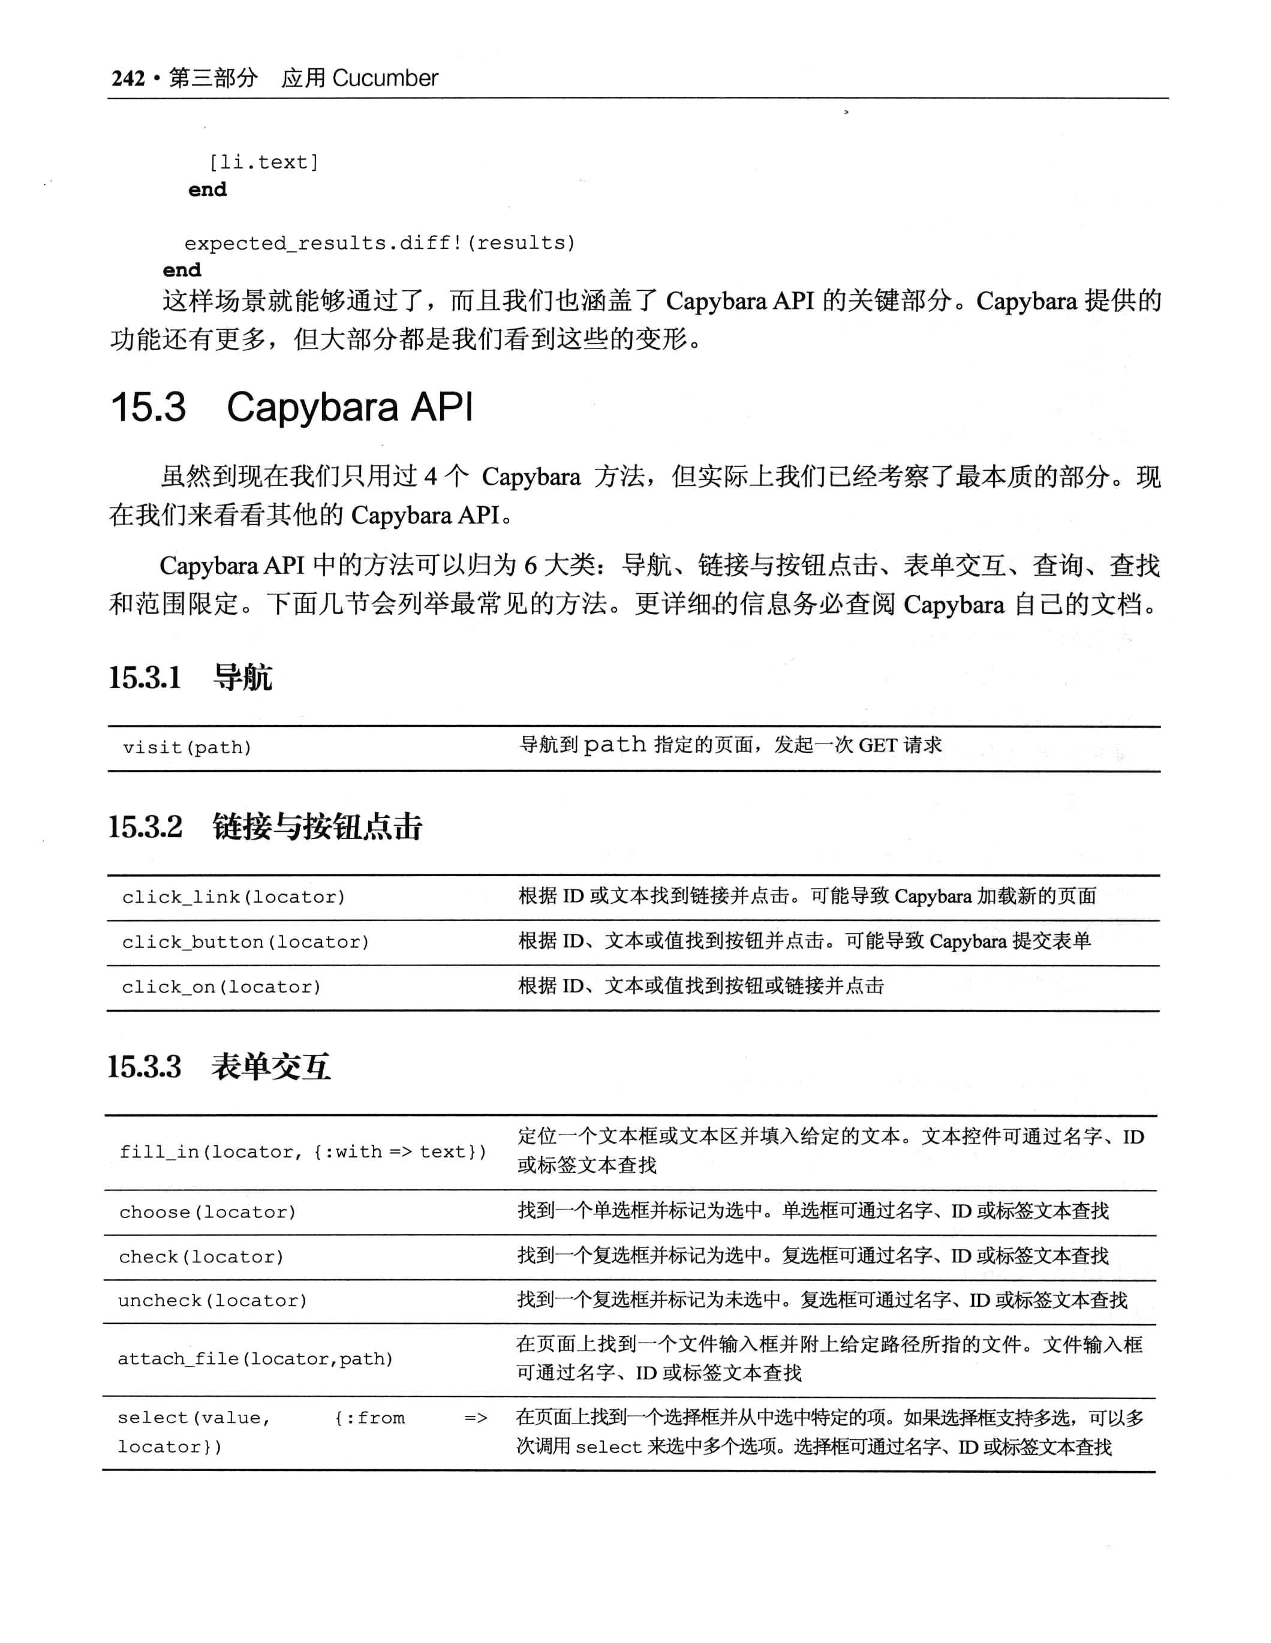 242 · 第三部分　应用 Cucumber
[li.text]
end
expected_results.diff!(results)
end
这样场景就能够通过了，而且我们也涵盖了 Capybara API 的关键部分。Capybara 提供的
功能还有更多，但大部分都是我们看到这些的变形。
15.3　Capybara API
虽然到现在我们只用过 4 个 Capybara 方法，但实际上我们已经考察了最本质的部分。现
在我们来看看其他的 Capybara API。
Capybara API 中的方法可以归为 6 大类：导航、链接与按钮点击、表单交互、查询、查找
和范围限定。下面几节会列举最常见的方法。更详细的信息务必查阅 Capybara 自己的文档。
15.3.1　导航
visit(path)　导航到 path 指定的页面，发起一次 GET 请求
15.3.2　链接与按钮点击
click_link(locator)　根据 ID 或文本找到链接并点击。可能导致 Capybara 加载新的页面
click_button(locator)　根据 ID、文本或值找到按钮并点击。可能导致 Capybara 提交表单
click_on(locator)　根据 ID、文本或值找到按钮或链接并点击
15.3.3　表单交互
fill_in(locator, {:with => text})　定位一个文本框或文本区并填入给定的文本。文本控件可通过名字、ID
或标签文本查找
choose(locator)　找到一个单选框并标记为选中。单选框可通过名字、ID 或标签文本查找
check(locator)　找到一个复选框并标记为选中。复选框可通过名字、ID 或标签文本查找
uncheck(locator)　找到一个复选框并标记为未选中。复选框可通过名字、ID 或标签文本查找
attach_file(locator,path)　在页面上找到一个文件输入框并附上给定路径所指的文件。文件输入框
可通过名字、ID 或标签文本查找
select(value, {:from =>　在页面上找到一个选择框并从中选中特定的项。如果选择框支持多选，可以多
locator})　次调用 select 来选中多个选项。选择框可通过名字、ID 或标签文本查找